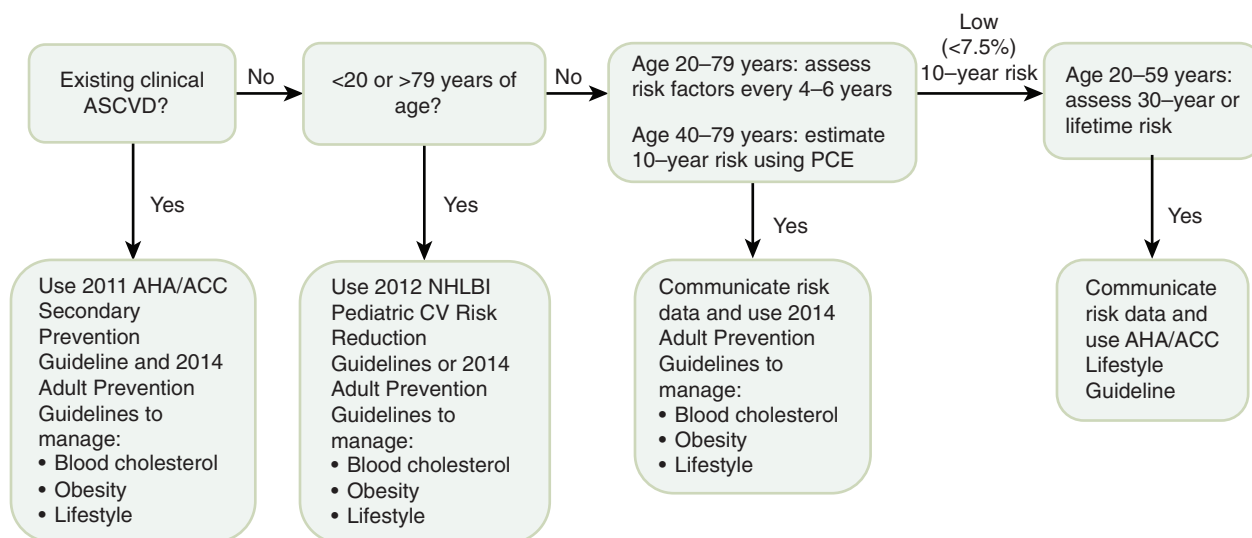 Existing clinical
ASCVD?
No
<20 or >79 years of
age?
No
Age 20–79 years: assess
risk factors every 4–6 years
Age 40–79 years: estimate
10–year risk using PCE
Low
(<7.5%)
10–year risk
Age 20–59 years:
assess 30–year or
lifetime risk
Yes
Yes
Yes
Yes
Use 2011 AHA/ACC
Secondary
Prevention
Guideline and 2014
Adult Prevention
Guidelines to
manage:
• Blood cholesterol
• Obesity
• Lifestyle
Use 2012 NHLBI
Pediatric CV Risk
Reduction
Guidelines or 2014
Adult Prevention
Guidelines to
manage:
• Blood cholesterol
• Obesity
• Lifestyle
Communicate risk
data and use 2014
Adult Prevention
Guidelines to
manage:
• Blood cholesterol
• Obesity
• Lifestyle
Communicate
risk data and
use AHA/ACC
Lifestyle
Guideline